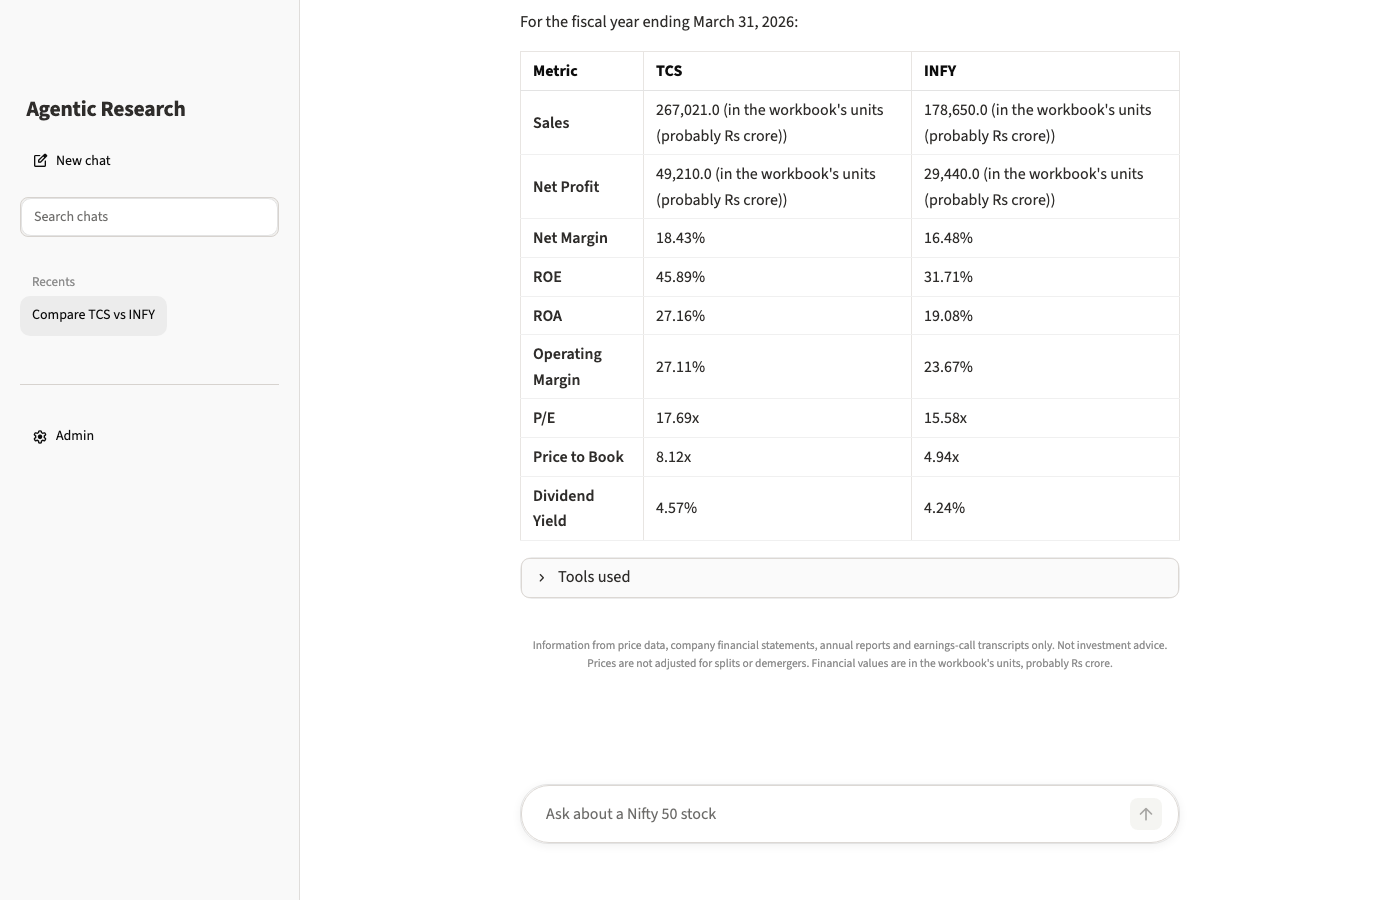 Agentic Research
New chat
Search chats
Recents
Compare TCS vs INFY
Admin
For the fiscal year ending March 31, 2026:
Metric TCS INFY
Sales 267,021.0 (in the workbook's units (probably Rs crore)) 178,650.0 (in the workbook's units (probably Rs crore))
Net Profit 49,210.0 (in the workbook's units (probably Rs crore)) 29,440.0 (in the workbook's units (probably Rs crore))
Net Margin 18.43% 16.48%
ROE 45.89% 31.71%
ROA 27.16% 19.08%
Operating Margin 27.11% 23.67%
P/E 17.69x 15.58x
Price to Book 8.12x 4.94x
Dividend Yield 4.57% 4.24%
Tools used
Information from price data, company financial statements, annual reports and earnings-call transcripts only. Not investment advice.
Prices are not adjusted for splits or demergers. Financial values are in the workbook's units, probably Rs crore.
Ask about a Nifty 50 stock